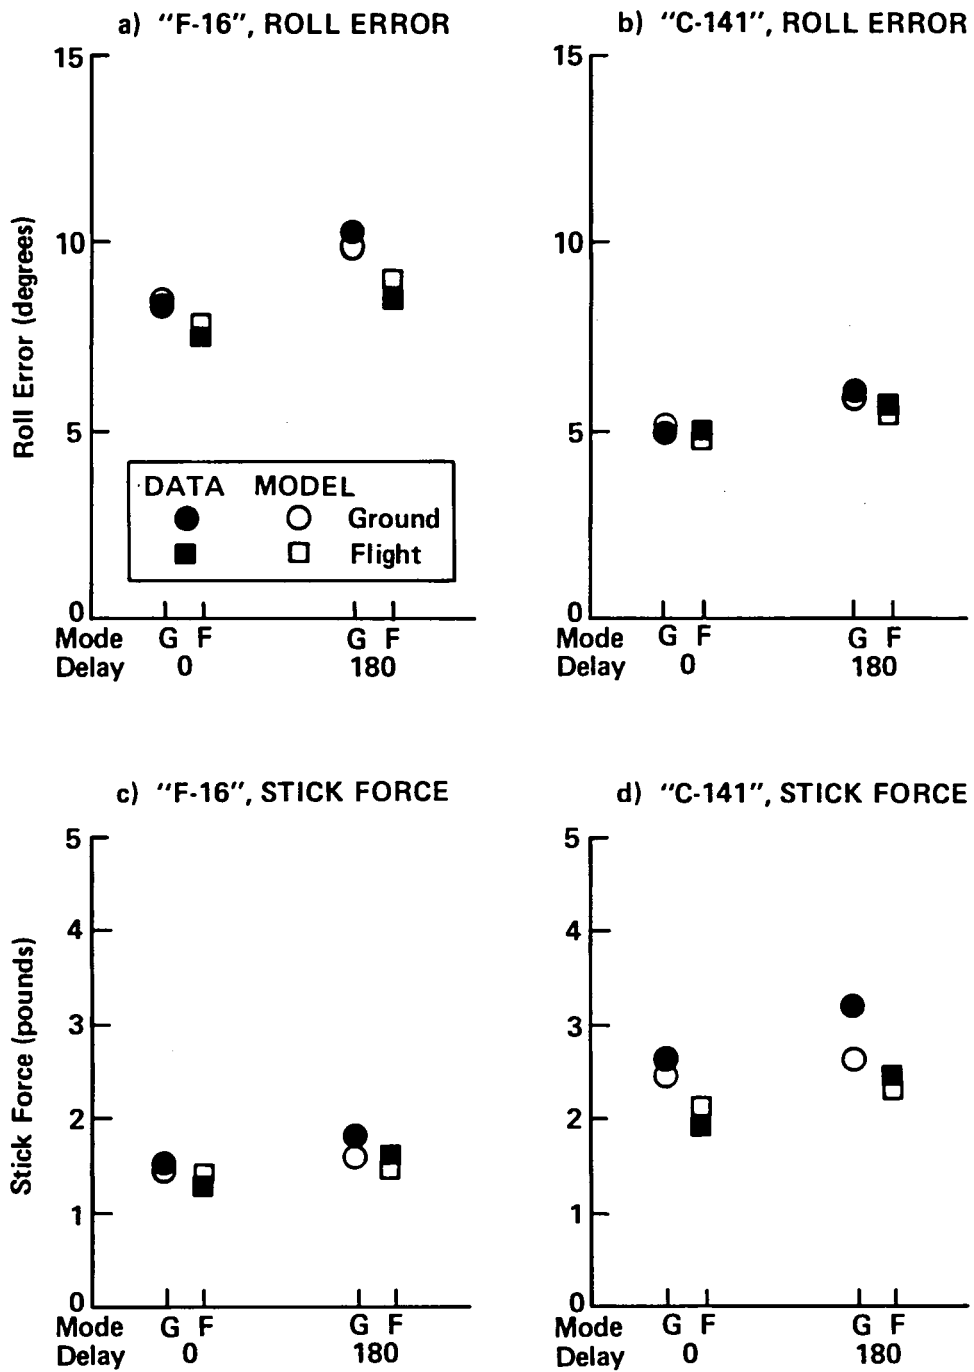 a) "F-16", ROLL ERROR
15
10
5
0
Roll Error (degrees)
DATA MODEL
Ground
Flight
Mode G F G F
Delay 0 180
b) "C-141", ROLL ERROR
15
10
5
0
Mode G F G F
Delay 0 180
c) "F-16", STICK FORCE
5
4
3
2
1
0
Stick Force (pounds)
Mode G F G F
Delay 0 180
d) "C-141", STICK FORCE
5
4
3
2
1
0
Mode G F G F
Delay 0 180